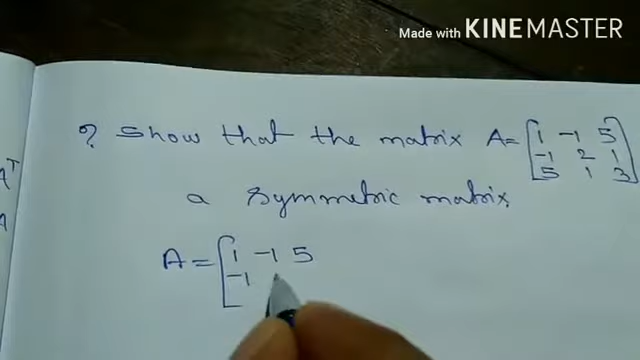 Made with KINEMASTER
? Show that the matrix A = [1 -1 5
-1 2 1
5 1 3]
a symmetric matrix
A = [1 -1 5
-1
Aᵀ
A